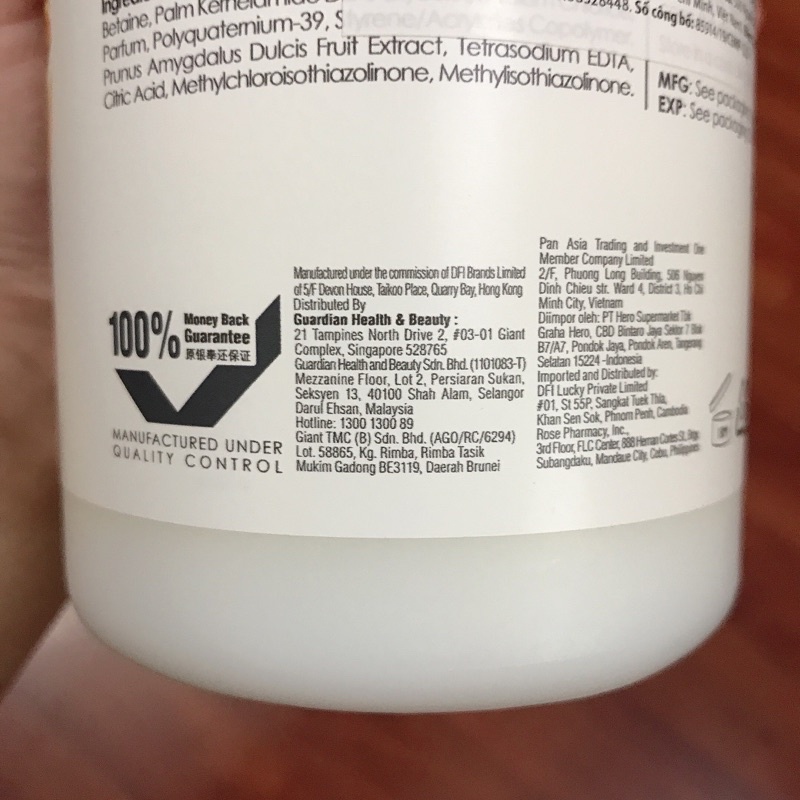 Betaine, Palm Kernelamide
Parfum, Polyquaternium-39, Styrene/Acrylates Copolymer,
Prunus Amygdalus Dulcis Fruit Extract, Tetrasodium EDTA,
Citric Acid, Methylchloroisothiazolinone, Methylisothiazolinone.
Số công bố:
MFG: See
EXP: See
100% Money Back
Guarantee
原银奉还保证
MANUFACTURED UNDER
QUALITY CONTROL
Manufactured under the commission of DFI Brands Limited
of 5/F Devon House, Taikoo Place, Quarry Bay, Hong Kong
Distributed By
Guardian Health & Beauty :
21 Tampines North Drive 2, #03-01 Giant
Complex, Singapore 528765
Guardian Health and Beauty Sdn. Bhd. (1101083-T)
Mezzanine Floor, Lot 2, Persiaran Sukan,
Seksyen 13, 40100 Shah Alam, Selangor
Darul Ehsan, Malaysia
Hotline: 1300 1300 89
Giant TMC (B) Sdn. Bhd. (AGO/RC/6294)
Lot. 58865, Kg. Rimba, Rimba Tasik
Mukim Gadong BE3119, Daerah Brunei
Pan Asia Trading and Investment One
Member Company Limited
2/F, Phuong Long Building, 506 Nguyen
Dinh Chieu str. Ward 4, District 3, Ho Chi
Minh City, Vietnam
Diimpor oleh: PT Hero Supermarket Tbk
Graha Hero, CBD Bintaro Jaya Sektor 7 Blok
B7/A7, Pondok Jaya, Pondok Aren, Tangerang
Selatan 15224 -Indonesia
Imported and Distributed by:
DFI Lucky Private Limited
#01, St 55P, Sangkat Tuek Thla,
Khan Sen Sok, Phnom Penh, Cambodia
Rose Pharmacy, Inc.,
3rd Floor, FLC Center, 888 Hernan Cortes St., Brgy.
Subangdaku, Mandaue City, Cebu, Philippines